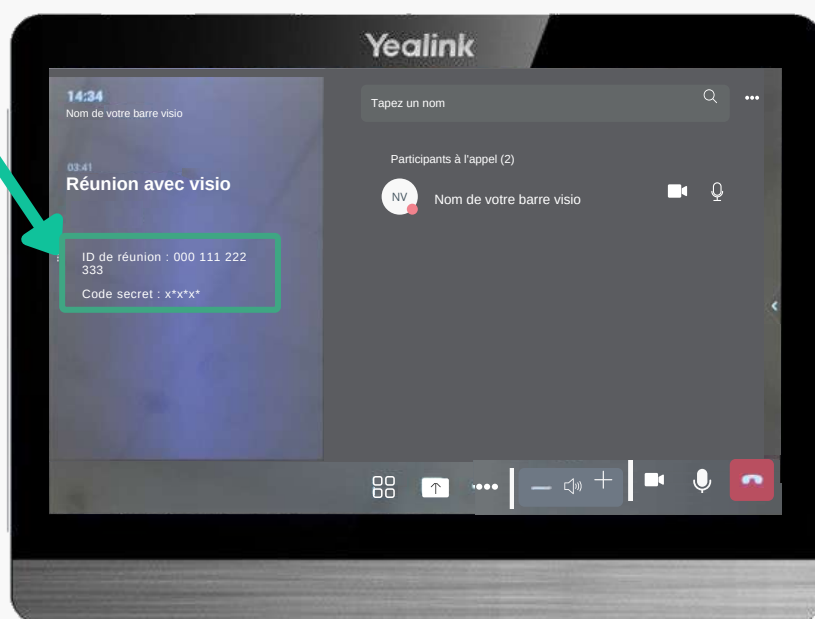 Yealink
14:34
Nom de votre barre visio
03:41
Réunion avec visio
ID de réunion : 000 111 222
333
Code secret : x*x*x*
Tapez un nom
Participants à l'appel (2)
NV
Nom de votre barre visio